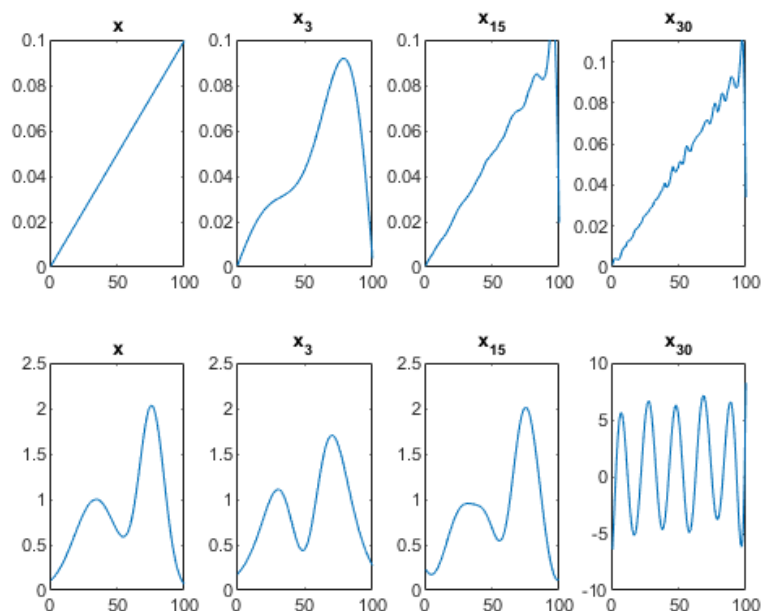 x x₃ x₁₅ x₃₀
0.1 0.1 0.1 0.1
0.08 0.08 0.08 0.08
0.06 0.06 0.06 0.06
0.04 0.04 0.04 0.04
0.02 0.02 0.02 0.02
0 0 0 0
0 50 100 0 50 100 0 50 100 0 50 100
x x₃ x₁₅ x₃₀
2.5 2.5 2.5 10
2 2 2 5
1.5 1.5 1.5 0
1 1 1 -5
0.5 0.5 0.5
0 0 0 -10
0 50 100 0 50 100 0 50 100 0 50 100